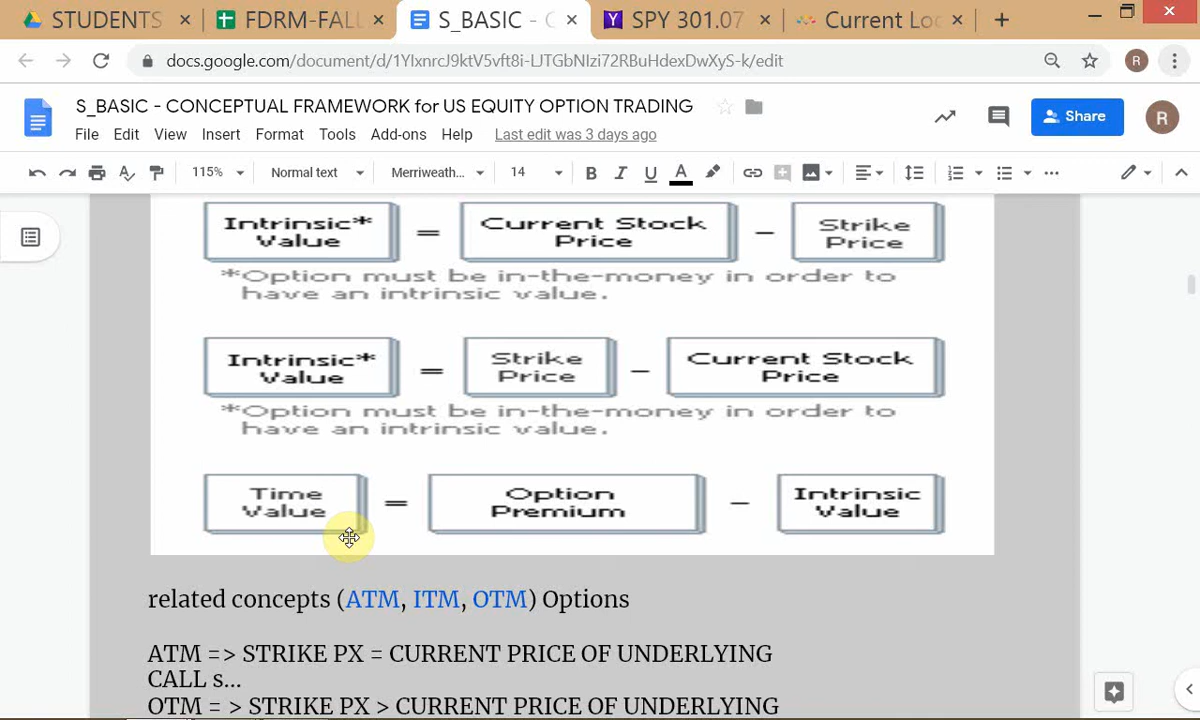 STUDENTS
FDRM-FAL
S_BASIC - C
SPY 301.07
Current Loc
docs.google.com/document/d/1YIxnrcJ9ktV5vft8i-LJTGbNIzi72RBuHdexDwXyS-k/edit
R
S_BASIC - CONCEPTUAL FRAMEWORK for US EQUITY OPTION TRADING
File Edit View Insert Format Tools Add-ons Help Last edit was 3 days ago
Share
R
115% Normal text Merriweath... 14 B I U A
Intrinsic* Value = Current Stock Price – Strike Price
*Option must be in-the-money in order to
have an intrinsic value.
Intrinsic* Value = Strike Price – Current Stock Price
*Option must be in-the-money in order to
have an intrinsic value.
Time Value = Option Premium – Intrinsic Value
related concepts (ATM, ITM, OTM) Options
ATM => STRIKE PX = CURRENT PRICE OF UNDERLYING
CALL s...
OTM = > STRIKE PX > CURRENT PRICE OF UNDERLYING